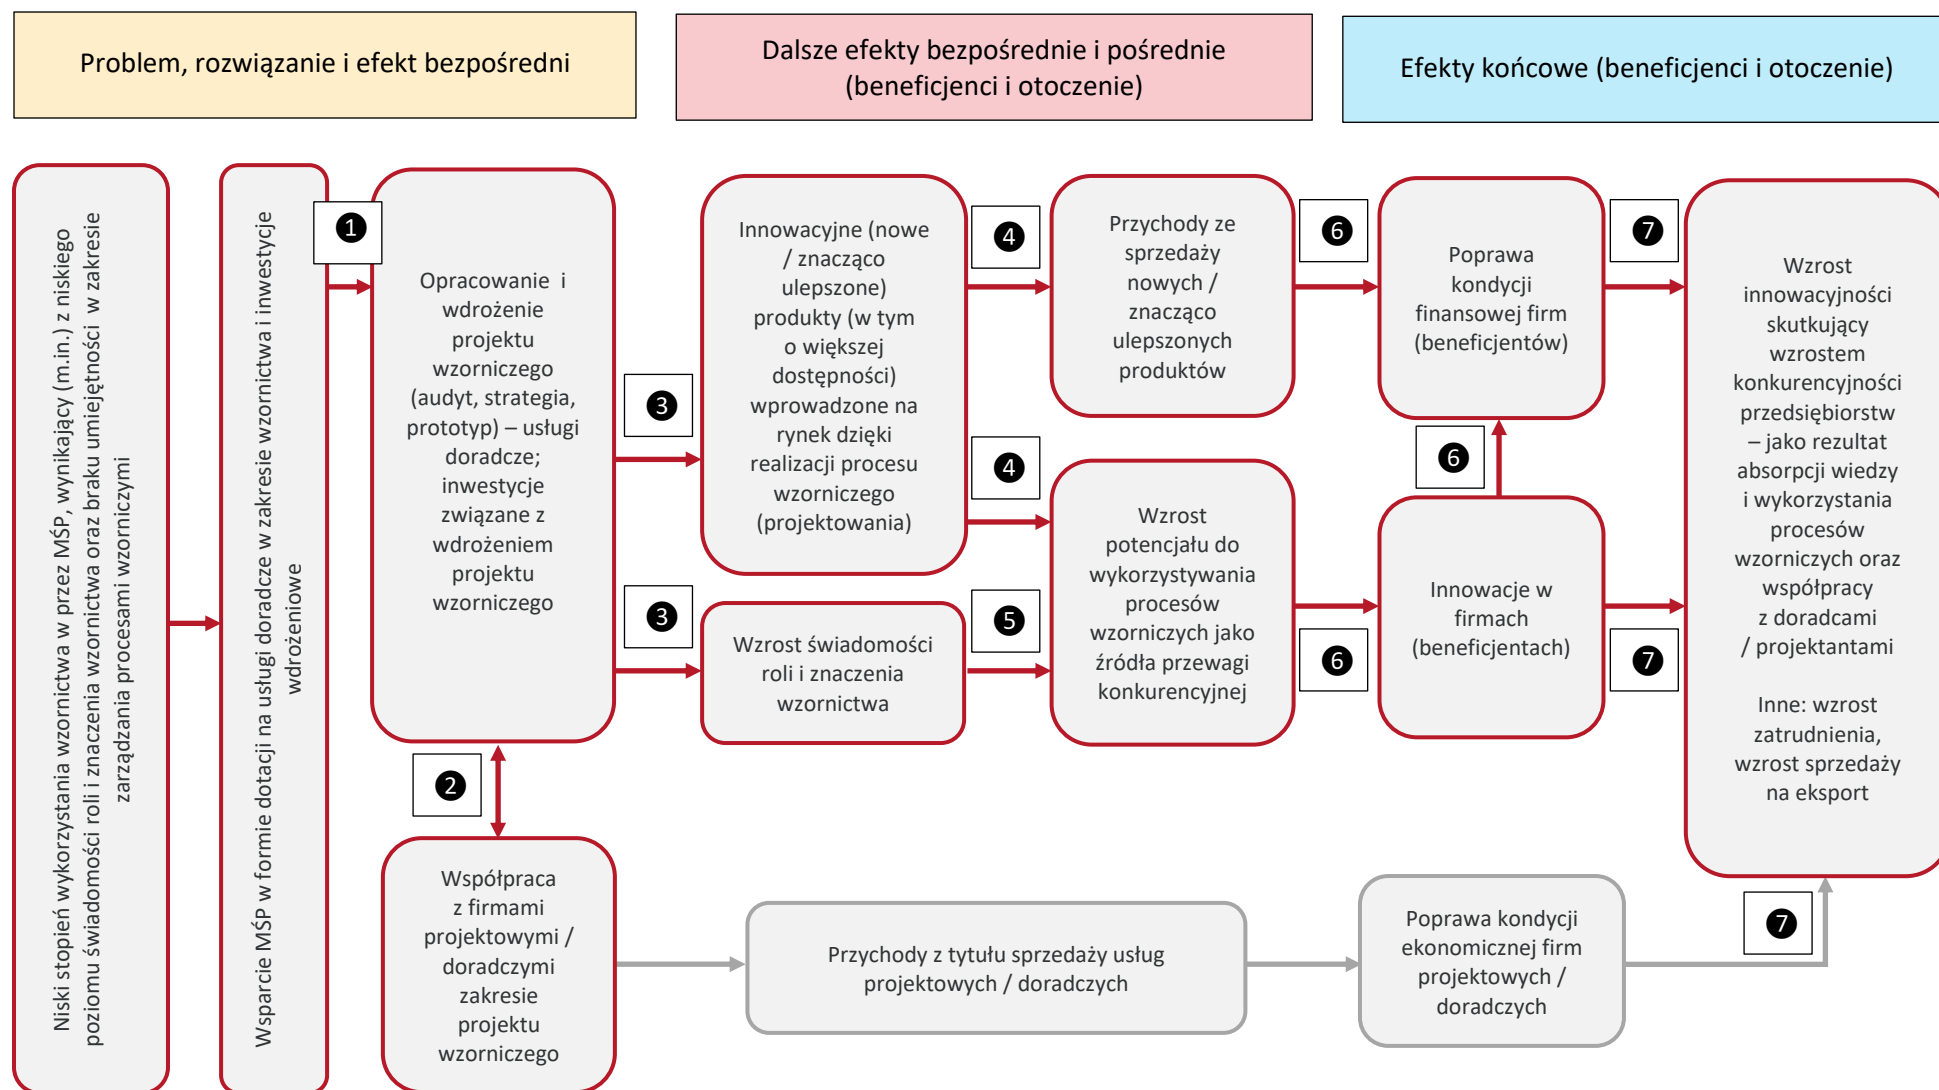 Problem, rozwiązanie i efekt bezpośredni
Dalsze efekty bezpośrednie i pośrednie
(beneficjenci i otoczenie)
Efekty końcowe (beneficjenci i otoczenie)
Niski stopień wykorzystania wzornictwa w przez MŚP, wynikający (m.in.) z niskiego
poziomu świadomości roli i znaczenia wzornictwa oraz braku umiejętności w zakresie
zarządzania procesami wzorniczymi
Wsparcie MŚP w formie dotacji na usługi doradcze w zakresie wzornictwa i inwestycje
wdrożeniowe
1
Opracowanie i
wdrożenie
projektu
wzorniczego
(audyt, strategia,
prototyp) – usługi
doradcze;
inwestycje
związane z
wdrożeniem
projektu
wzorniczego
2
Współpraca
z firmami
projektowymi /
doradczymi
zakresie
projektu
wzorniczego
3
3
Innowacyjne (nowe
/ znacząco
ulepszone)
produkty (w tym
o większej
dostępności)
wprowadzone na
rynek dzięki
realizacji procesu
wzorniczego
(projektowania)
Wzrost świadomości
roli i znaczenia
wzornictwa
4
4
5
Przychody ze
sprzedaży
nowych /
znacząco
ulepszonych
produktów
Wzrost
potencjału do
wykorzystywania
procesów
wzorniczych jako
źródła przewagi
konkurencyjnej
Przychody z tytułu sprzedaży usług
projektowych / doradczych
6
6
6
Poprawa
kondycji
finansowej firm
(beneficjentów)
Innowacje w
firmach
(beneficjentach)
Poprawa kondycji
ekonomicznej firm
projektowych /
doradczych
7
7
7
Wzrost
innowacyjności
skutkujący
wzrostem
konkurencyjności
przedsiębiorstw
– jako rezultat
absorpcji wiedzy
i wykorzystania
procesów
wzorniczych oraz
współpracy
z doradcami
/ projektantami
Inne: wzrost
zatrudnienia,
wzrost sprzedaży
na eksport